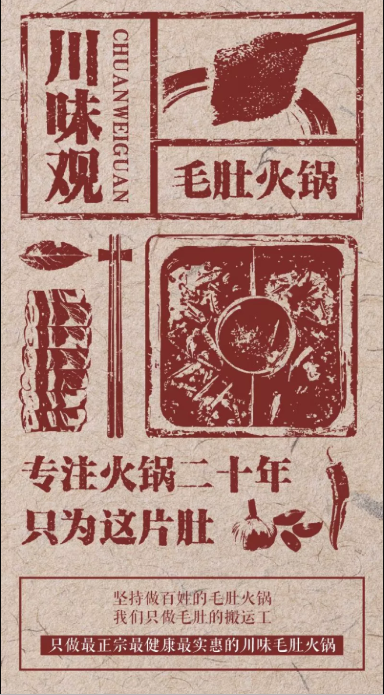 川味观
CHUANWEIGUAN
毛肚火锅
专注火锅二十年
只为这片肚
坚持做百姓的毛肚火锅
我们只做毛肚的搬运工
只做最正宗最健康最实惠的川味毛肚火锅